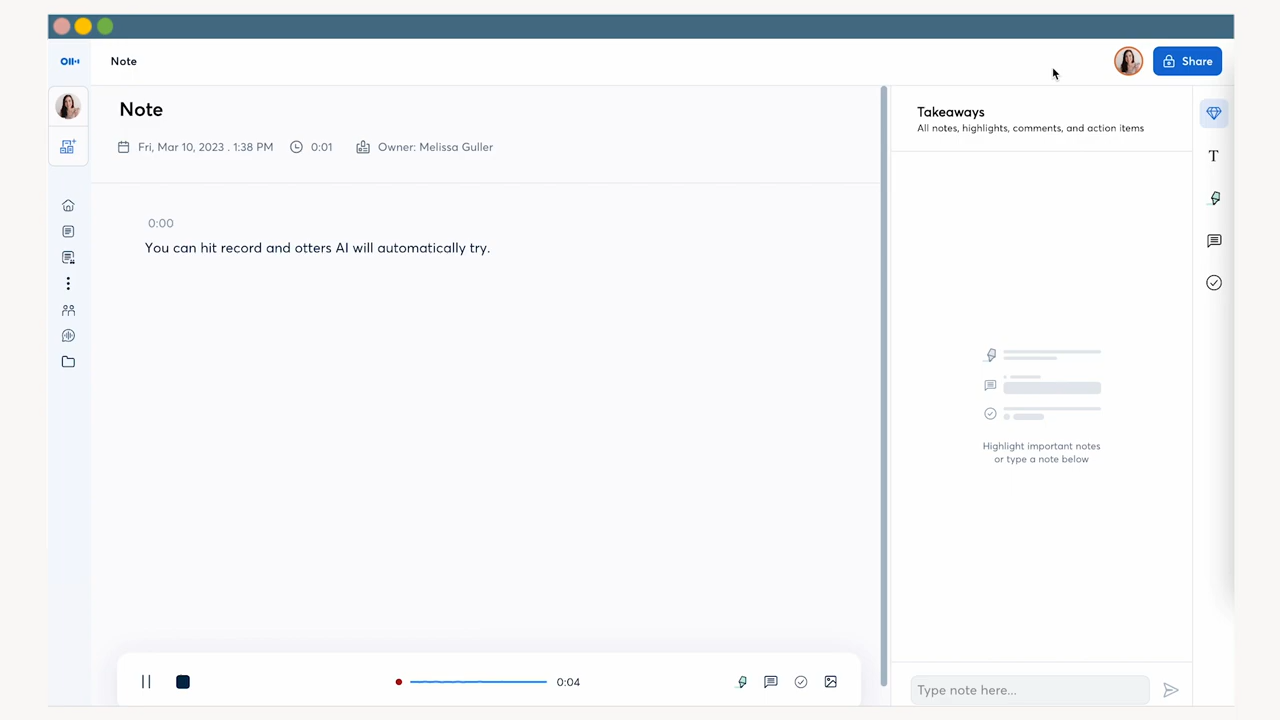 Note
Share
Note
Fri, Mar 10, 2023 . 1:38 PM
0:01
Owner: Melissa Guller
0:00
You can hit record and otters AI will automatically try.
Takeaways
All notes, highlights, comments, and action items
T
Highlight important notes
or type a note below
0:04
Type note here...